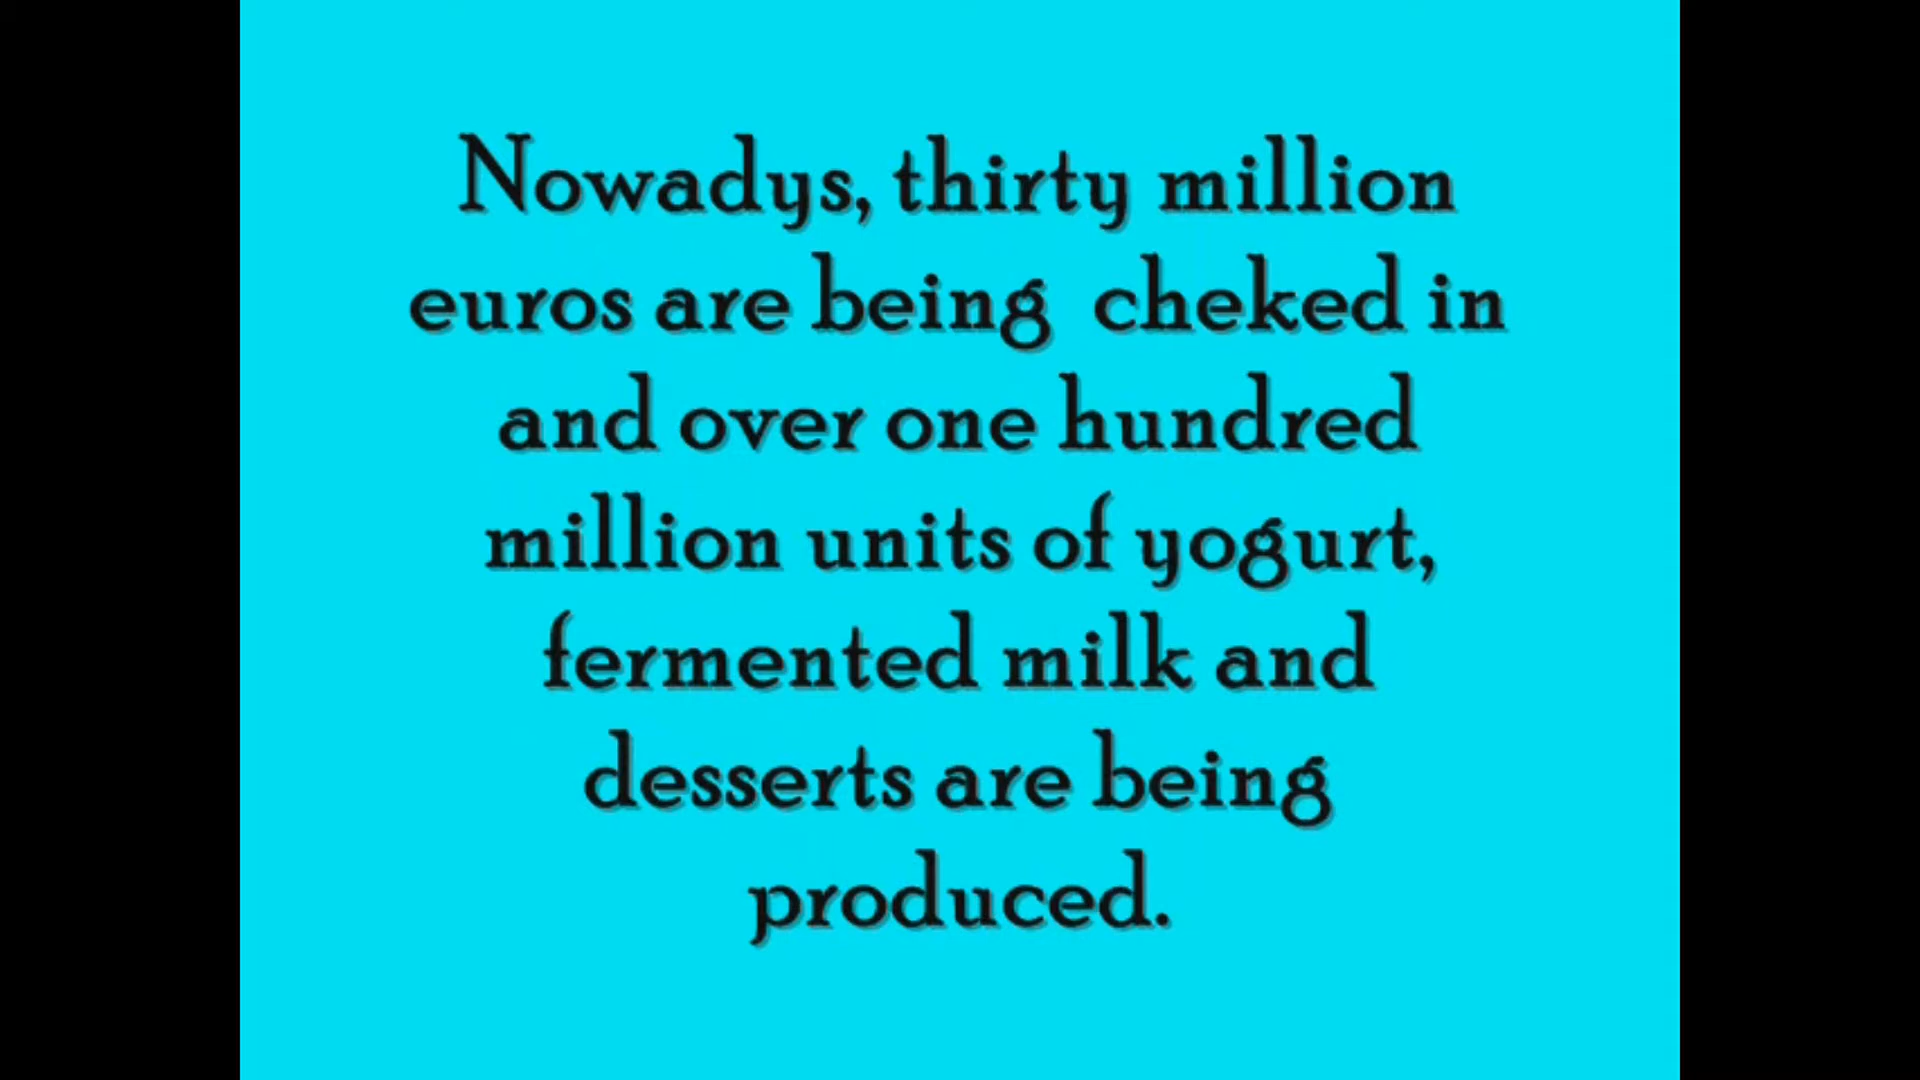 Nowadys, thirty million
euros are being cheked in
and over one hundred
million units of yogurt,
fermented milk and
desserts are being
produced.